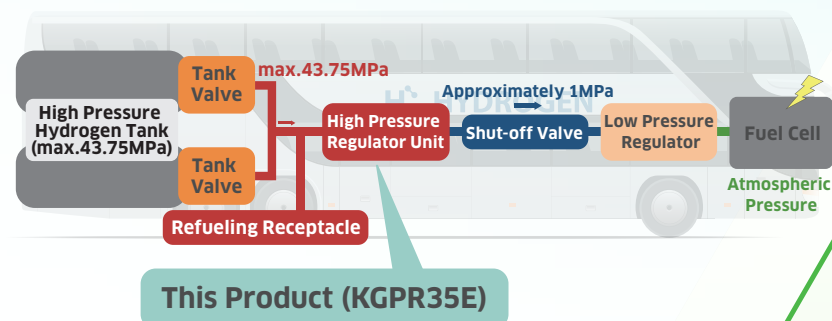 Tank
Valve
max.43.75MPa
High Pressure
Hydrogen Tank
(max.43.75MPa)
Approximately 1MPa
HYDROGEN
High Pressure
Regulator Unit
Shut-off Valve
Low Pressure
Regulator
Fuel Cell
Tank
Valve
Atmospheric
Pressure
Refueling Receptacle
This Product (KGPR35E)